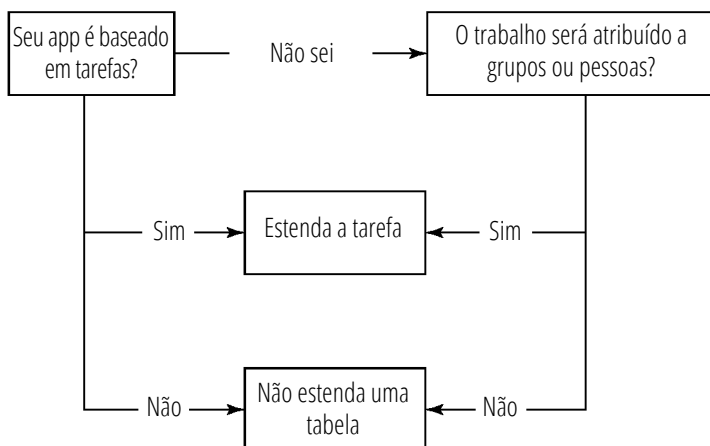 Seu app é baseado
em tarefas?
Não sei
O trabalho será atribuído a
grupos ou pessoas?
Sim
Estenda a tarefa
Sim
Não
Não estenda uma
tabela
Não